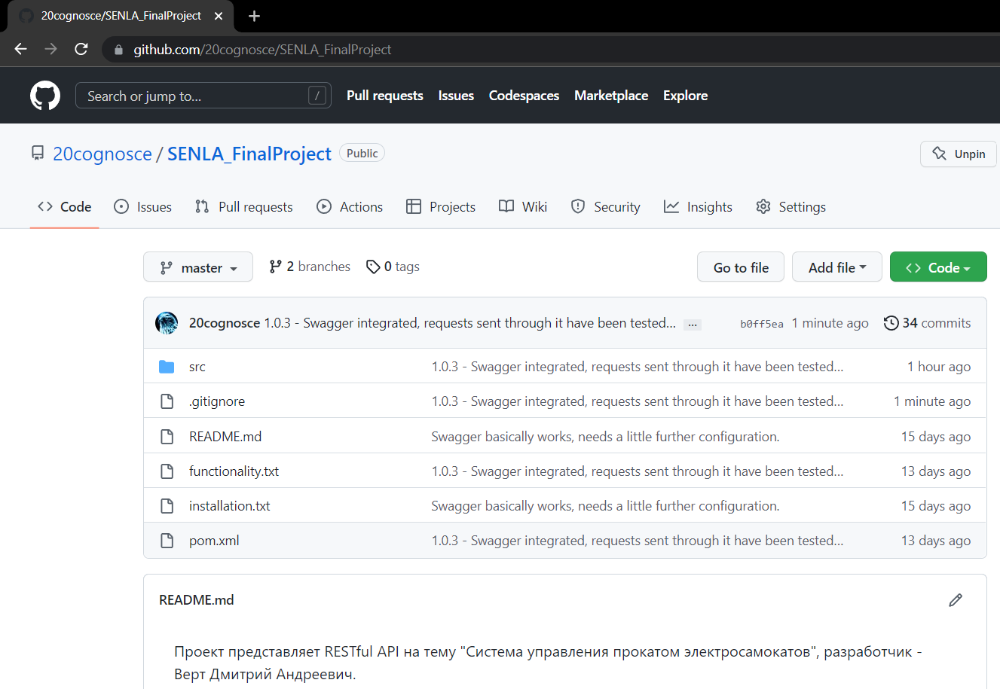 20cognosce/SENLA_FinalProject
github.com/20cognosce/SENLA_FinalProject
Search or jump to... / Pull requests Issues Codespaces Marketplace Explore
20cognosce / SENLA_FinalProject Public Unpin
Code Issues Pull requests Actions Projects Wiki Security Insights Settings
master 2 branches 0 tags Go to file Add file Code
20cognosce 1.0.3 - Swagger integrated, requests sent through it have been tested... ... b0ff5ea 1 minute ago 34 commits
src 1.0.3 - Swagger integrated, requests sent through it have been tested... 1 hour ago
.gitignore 1.0.3 - Swagger integrated, requests sent through it have been tested... 1 minute ago
README.md Swagger basically works, needs a little further configuration. 15 days ago
functionality.txt 1.0.3 - Swagger integrated, requests sent through it have been tested... 13 days ago
installation.txt Swagger basically works, needs a little further configuration. 15 days ago
pom.xml 1.0.3 - Swagger integrated, requests sent through it have been tested... 13 days ago
README.md
Проект представляет RESTful API на тему "Система управления прокатом электросамокатов", разработчик -
Верт Дмитрий Андреевич.